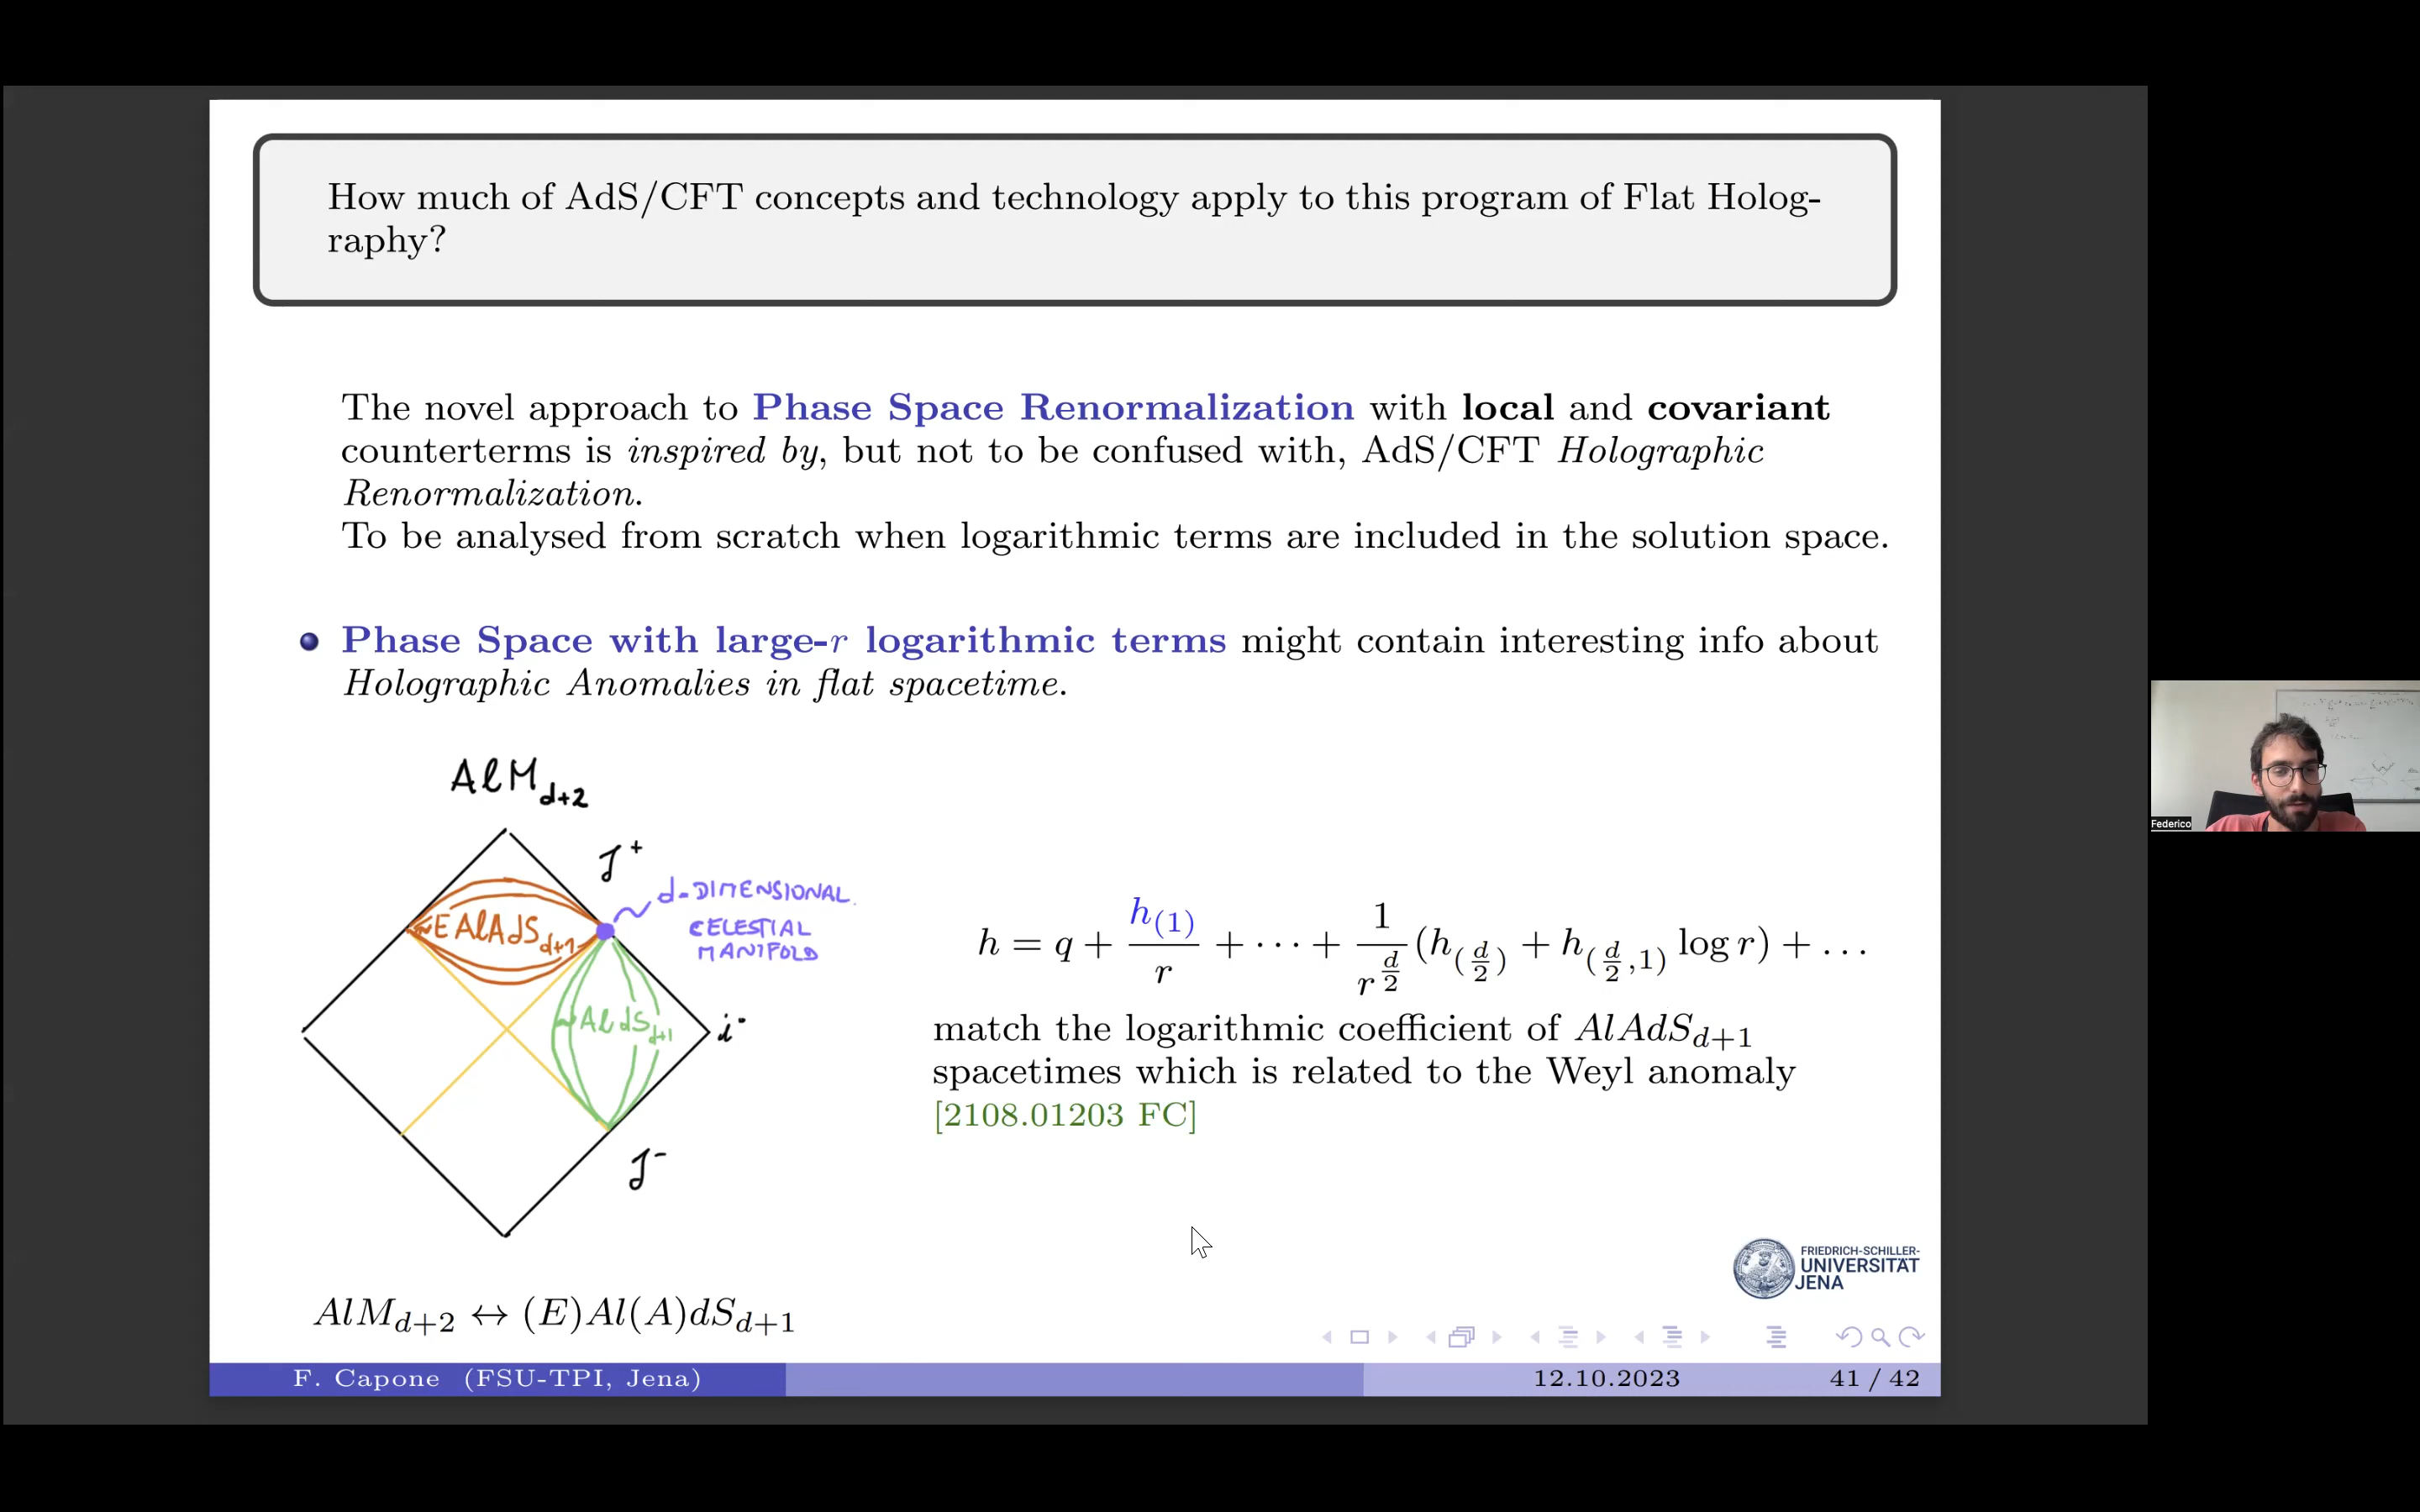 How much of AdS/CFT concepts and technology apply to this program of Flat Holog-
raphy?
The novel approach to Phase Space Renormalization with local and covariant
counterterms is inspired by, but not to be confused with, AdS/CFT Holographic
Renormalization.
To be analysed from scratch when logarithmic terms are included in the solution space.
Phase Space with large-r logarithmic terms might contain interesting info about
Holographic Anomalies in flat spacetime.
AlM_{d+2}
J^+
d-DIMENSIONAL
CELESTIAL
MANIFOLD
~EAlAdS_{d+1}
~AldS_{d+1}
i^-
J^-
AlM_{d+2} ↔ (E)Al(A)dS_{d+1}
h = q + \frac{h_{(1)}}{r} + ⋯ + \frac{1}{r^{\frac{d}{2}}}(h_{(\frac{d}{2})} + h_{(\frac{d}{2},1)} log r) + ...
match the logarithmic coefficient of AlAdS_{d+1}
spacetimes which is related to the Weyl anomaly
[2108.01203 FC]
FRIEDRICH-SCHILLER-
UNIVERSITÄT
JENA
F. Capone (FSU-TPI, Jena)
12.10.2023
41 / 42
Federico